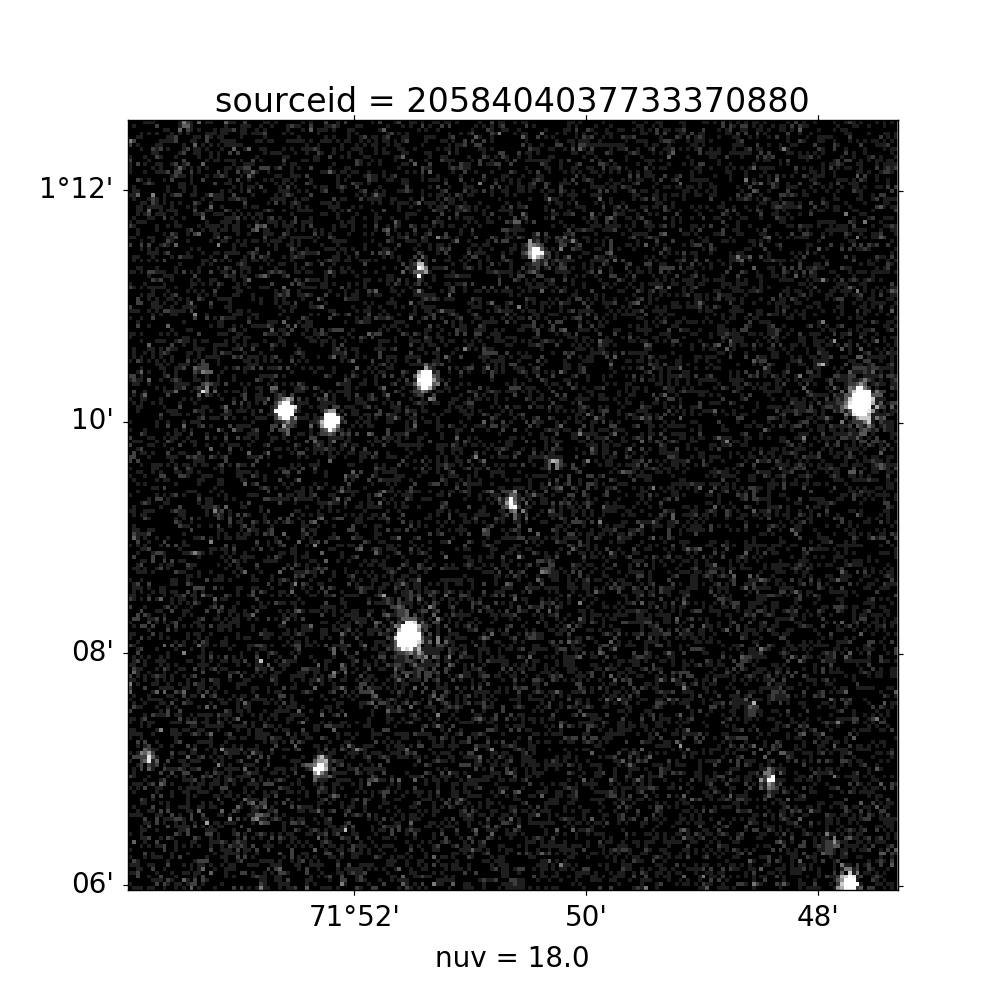 sourceid = 2058404037733370880
1°12'
10'
08'
06'
71°52' 50' 48'
nuv = 18.0